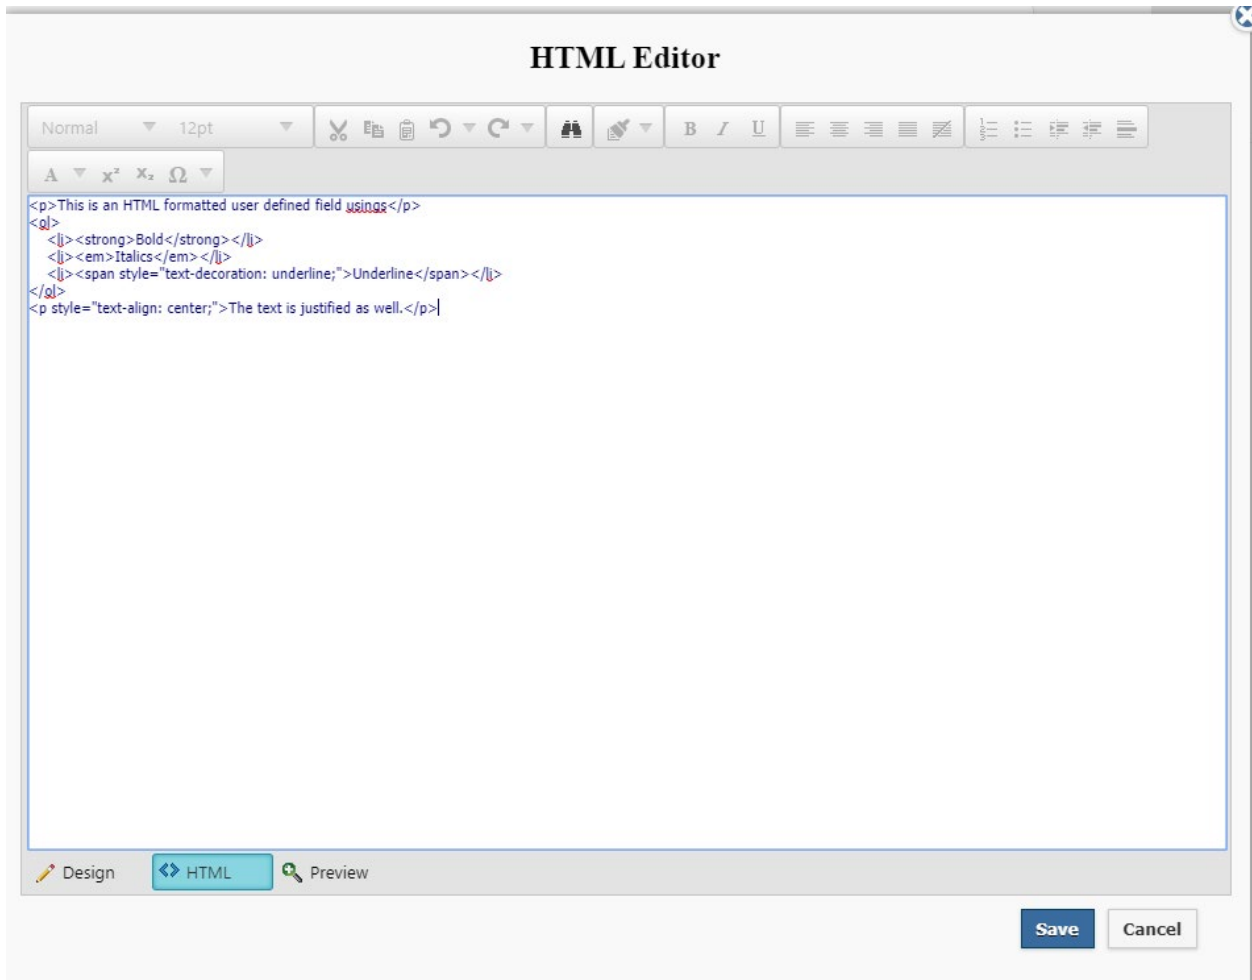 HTML Editor
Normal 12pt B I U
A x² X₂ Ω
<p>This is an HTML formatted user defined field usings</p>
<ol>
<li><strong>Bold</strong></li>
<li><em>Italics</em></li>
<li><span style="text-decoration: underline;">Underline</span></li>
</ol>
<p style="text-align: center;">The text is justified as well.</p>
Design HTML Preview
Save Cancel